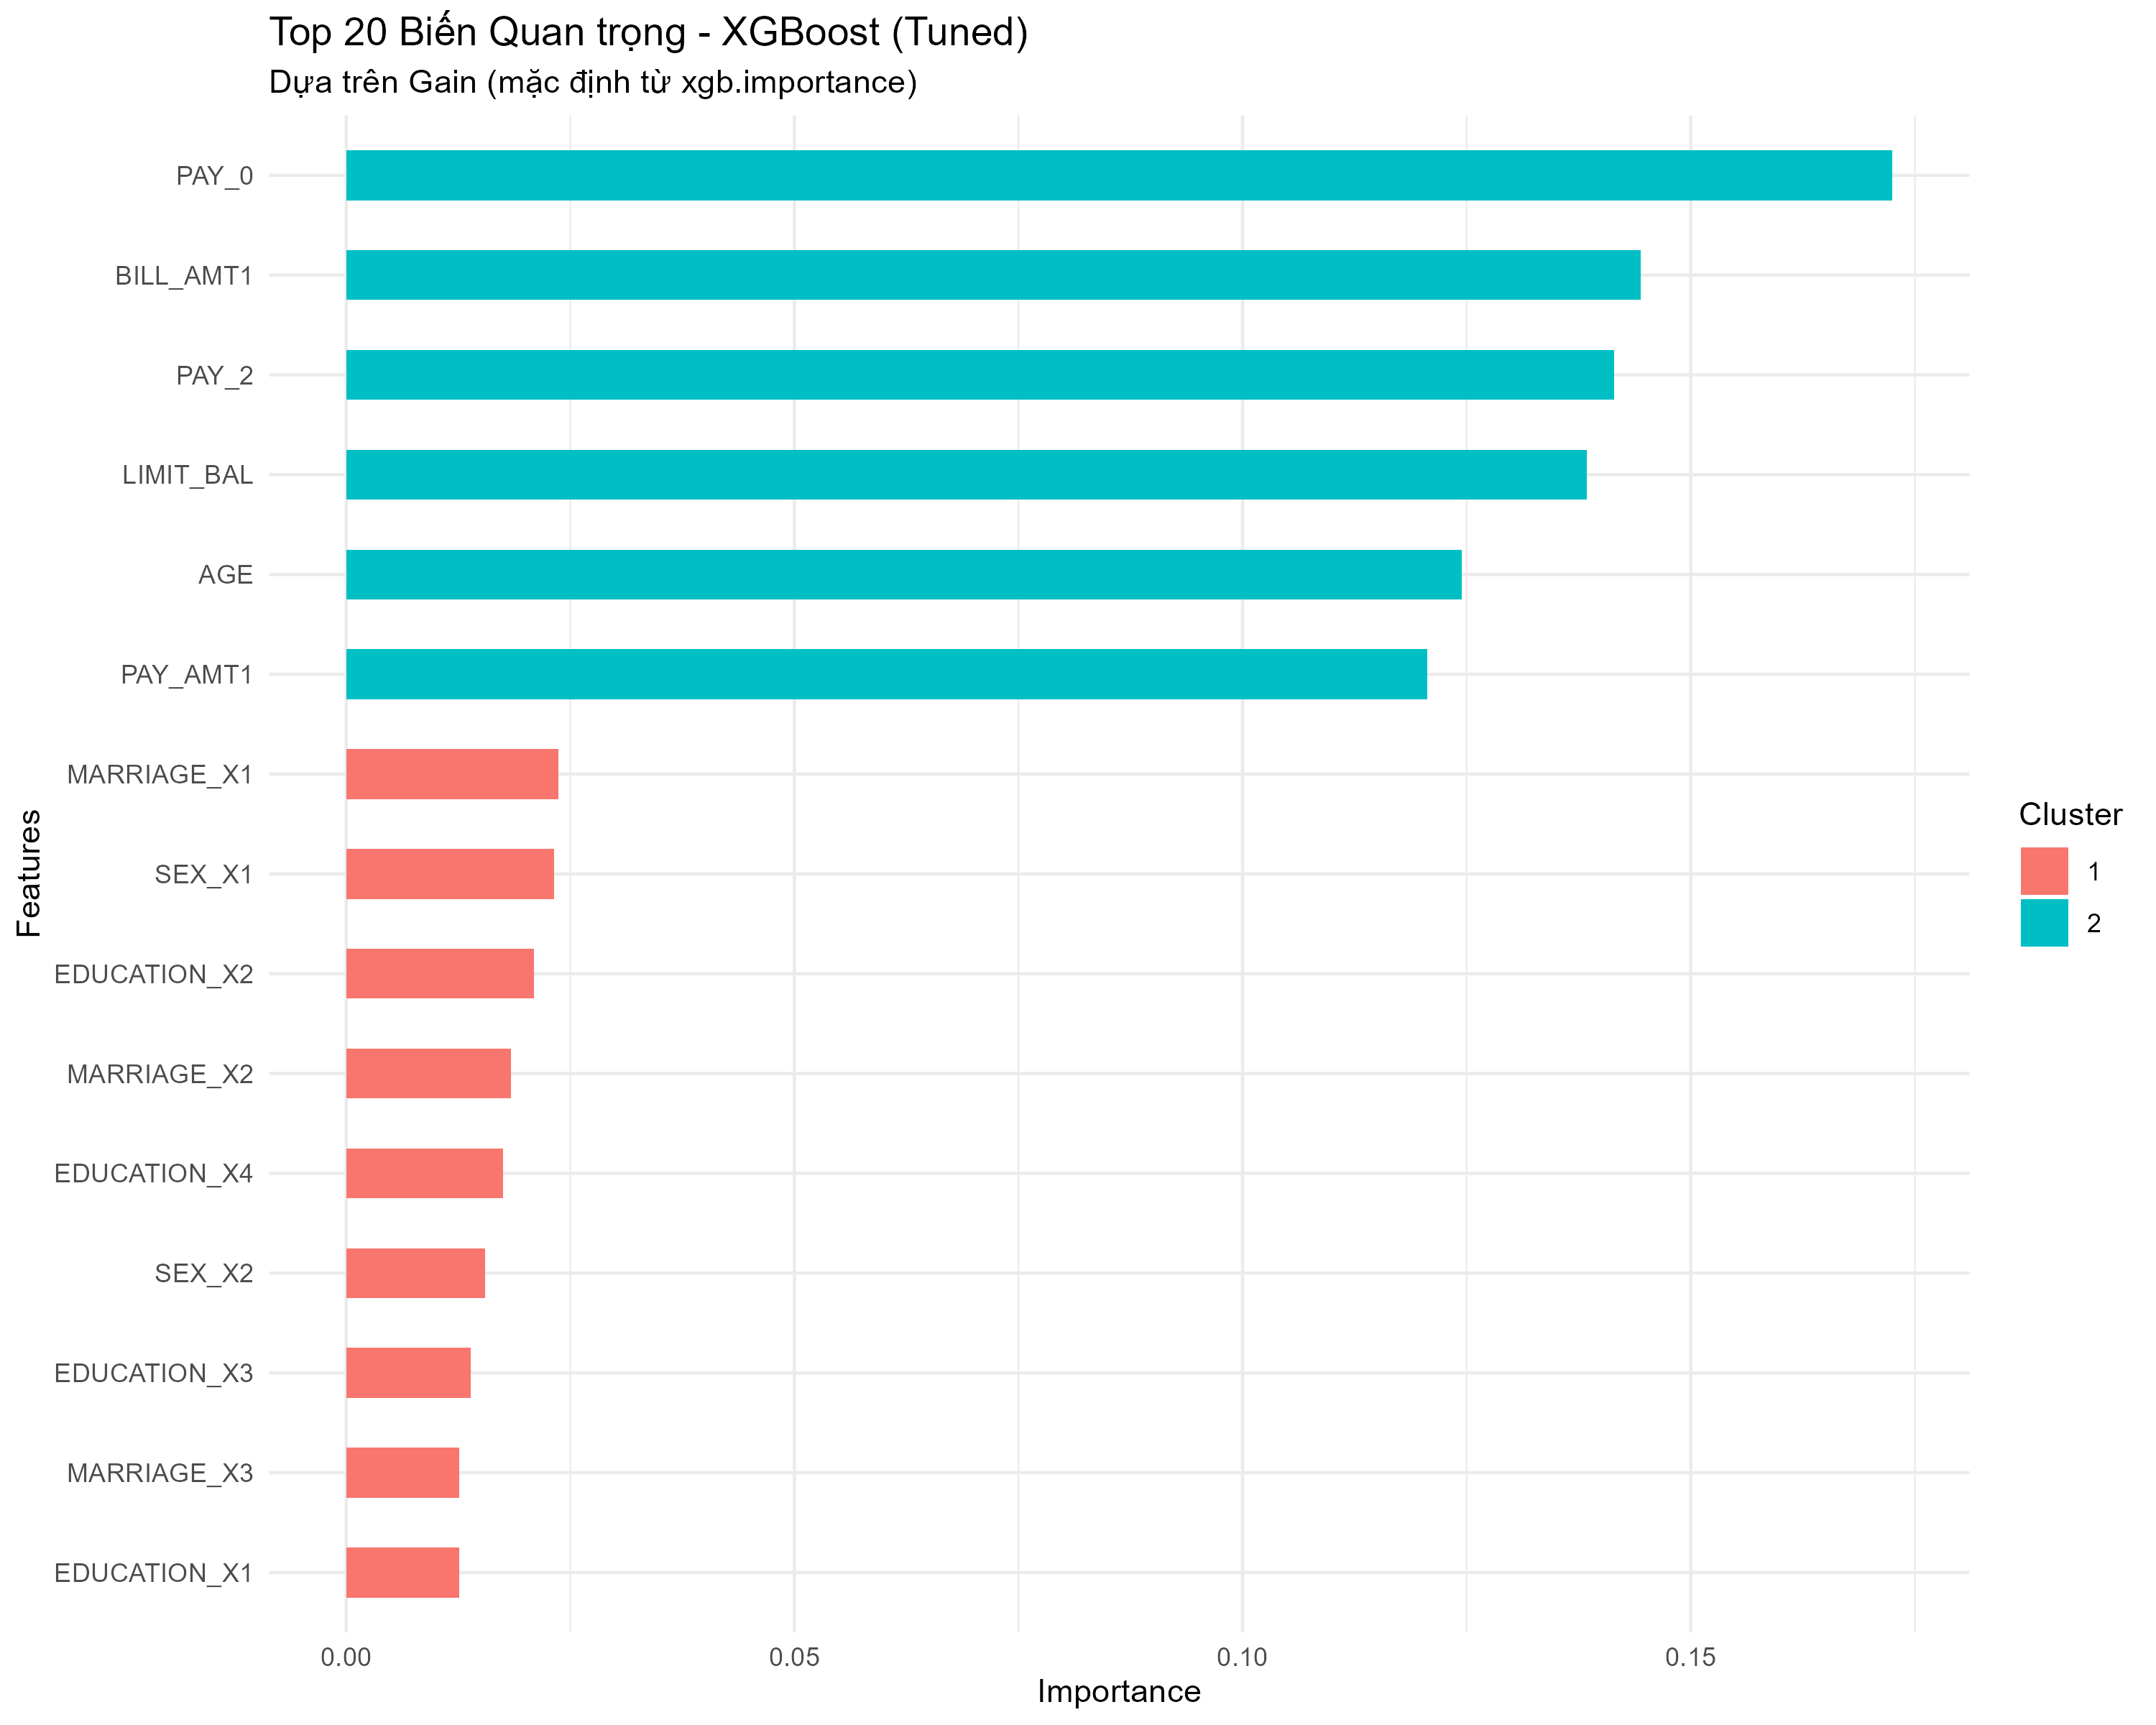 Top 20 Biến Quan trọng - XGBoost (Tuned)
Dựa trên Gain (mặc định từ xgb.importance)
PAY_0
BILL_AMT1
PAY_2
LIMIT_BAL
AGE
PAY_AMT1
MARRIAGE_X1
SEX_X1
EDUCATION_X2
MARRIAGE_X2
EDUCATION_X4
SEX_X2
EDUCATION_X3
MARRIAGE_X3
EDUCATION_X1
Features
0.00 0.05 0.10 0.15
Importance
Cluster
1
2